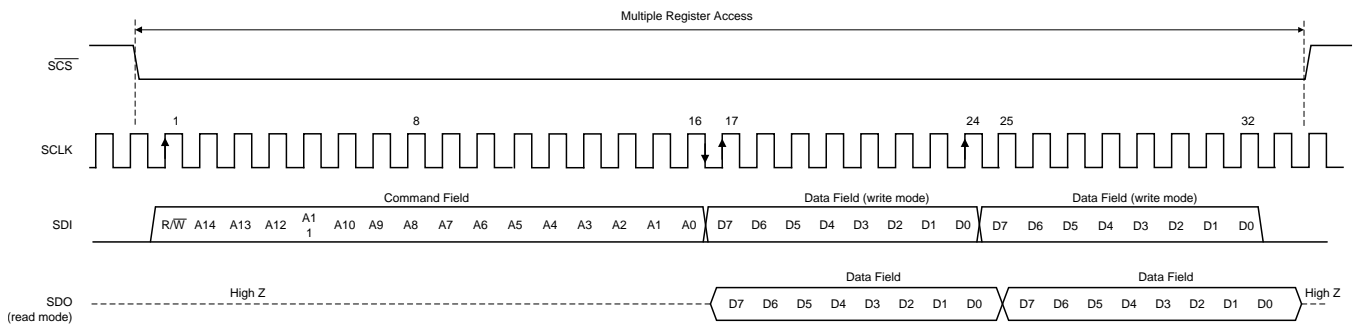 Multiple Register Access
SCS
1 8 16 17 24 25 32
SCLK
Command Field Data Field (write mode) Data Field (write mode)
SDI R/W A14 A13 A12 A1 A10 A9 A8 A7 A6 A5 A4 A3 A2 A1 A0 D7 D6 D5 D4 D3 D2 D1 D0 D7 D6 D5 D4 D3 D2 D1 D0
1
Data Field Data Field
High Z High Z
SDO D7 D6 D5 D4 D3 D2 D1 D0 D7 D6 D5 D4 D3 D2 D1 D0
(read mode)